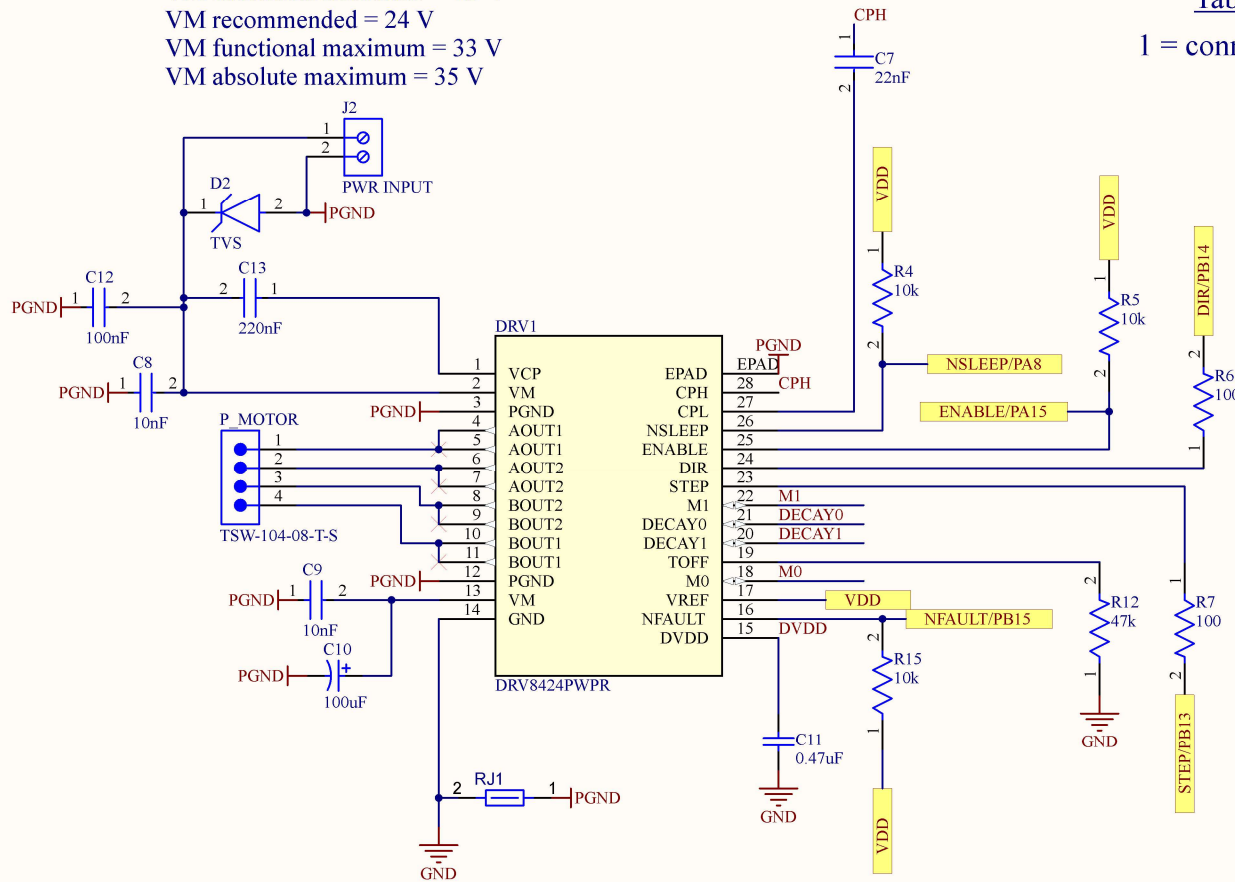 VM recommended = 24 V
VM functional maximum = 33 V
VM absolute maximum = 35 V
1 = conn
CPH
1
C7
22nF
2
J2
1
2
PWR INPUT
D2
1
2
PGND
TVS
C12
PGND
1
2
100nF
C13
2
1
220nF
C8
PGND
1
2
10nF
VDD
1
R4
10k
2
NSLEEP/PA8
VDD
1
R5
10k
2
ENABLE/PA15
DIR/PB14
2
R6
100
1
P_MOTOR
1
2
3
4
TSW-104-08-T-S
DRV1
PGND
1 VCP
2 VM
PGND 3 PGND
4 AOUT1
5 AOUT1
6 AOUT2
7 AOUT2
8 BOUT2
9 BOUT2
10 BOUT1
11 BOUT1
PGND 12 PGND
13 VM
14 GND
EPAD EPAD
CPH 28 CPH
CPL 27
NSLEEP 26
ENABLE 25
DIR 24
STEP 23
M1 22 M1
DECAY0 21 DECAY0
DECAY1 20 DECAY1
TOFF 19
M0 18 M0
VREF 17 VDD
NFAULT 16 NFAULT/PB15
DVDD 15 DVDD
DRV8424PWPR
C9
PGND
1
2
10nF
C10
PGND
+
100uF
RJ1
2
1
PGND
GND
C11
0.47uF
GND
2
R15
10k
1
VDD
2
R12
47k
1
GND
1
R7
100
2
STEP/PB13